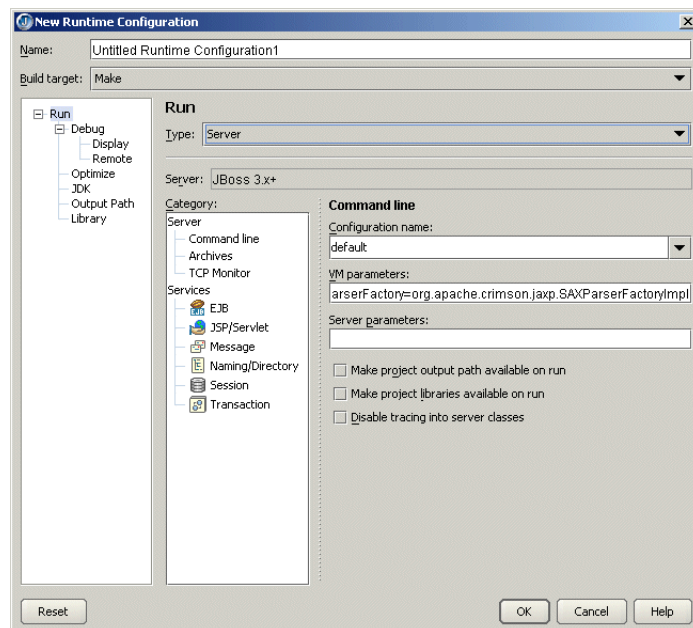 New Runtime Configuration
Name: Untitled Runtime Configuration1
Build target: Make
Run
Debug
Display
Remote
Optimize
JDK
Output Path
Library
Run
Type: Server
Server: JBoss 3.x+
Category:
Server
Command line
Archives
TCP Monitor
Services
EJB
JSP/Servlet
Message
Naming/Directory
Session
Transaction
Command line
Configuration name:
default
VM parameters:
arserFactory=org.apache.crimson.jaxp.SAXParserFactoryImpl
Server parameters:
Make project output path available on run
Make project libraries available on run
Disable tracing into server classes
Reset OK Cancel Help